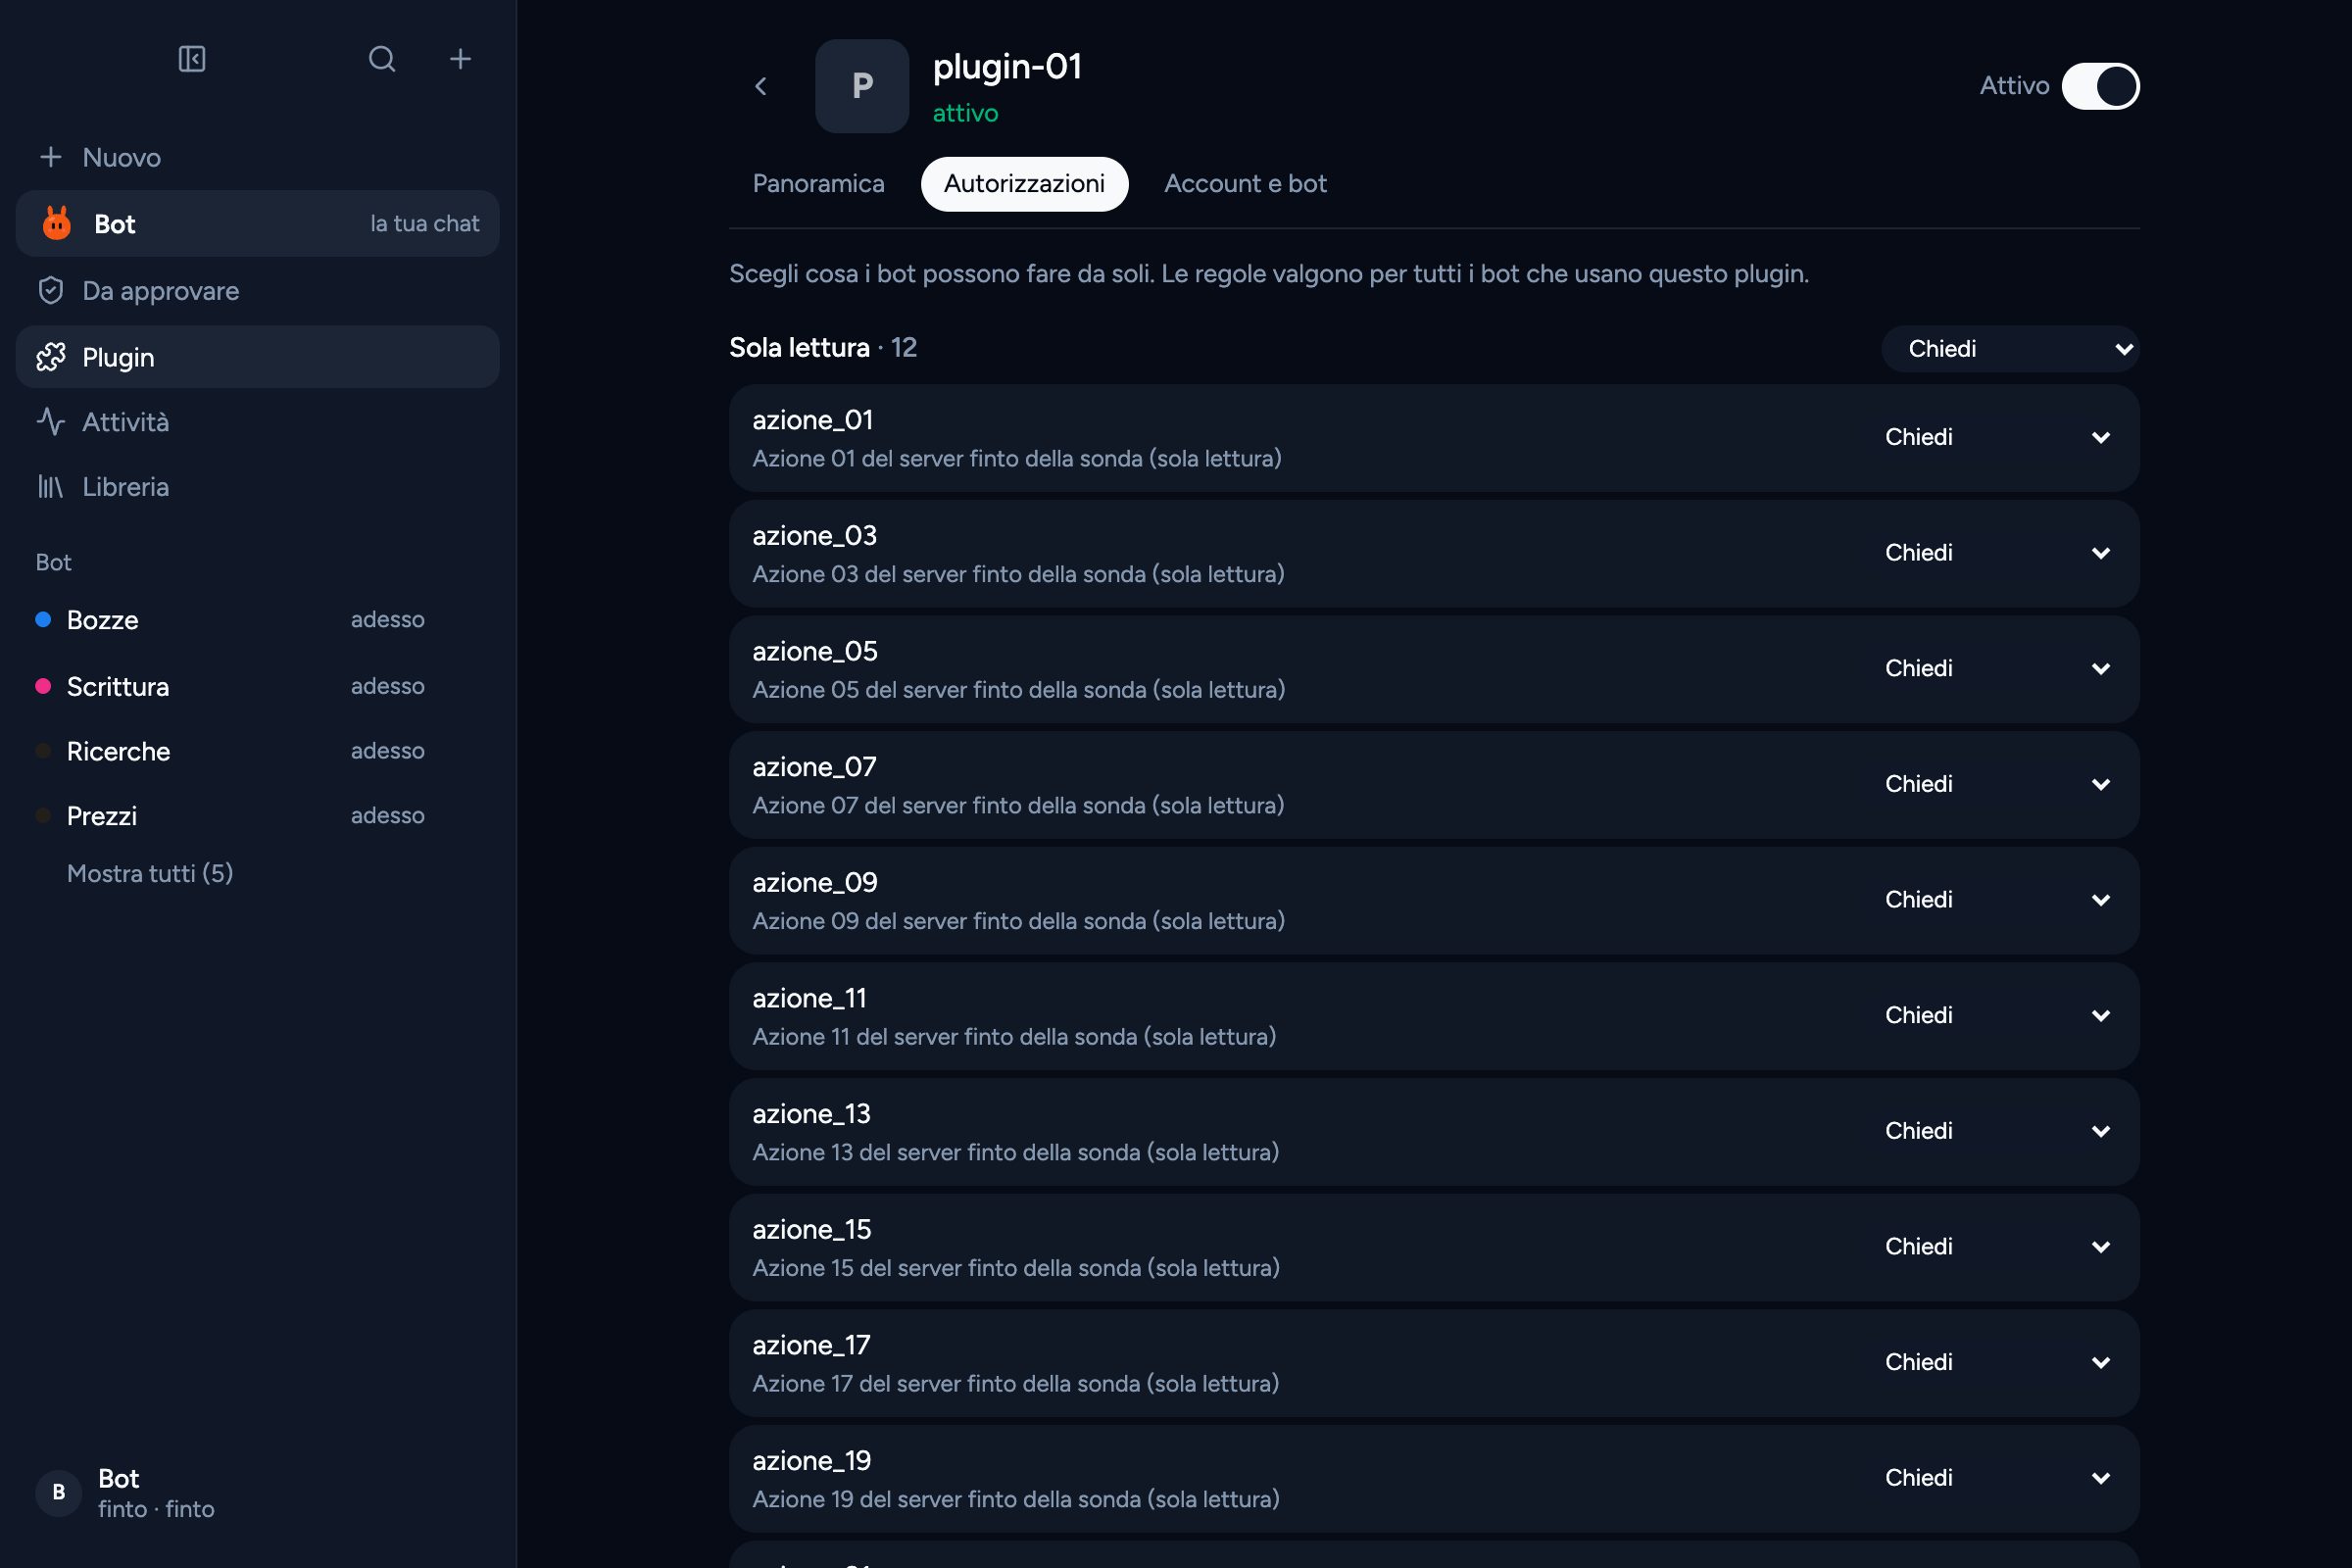 Nuovo
Bot la tua chat
Da approvare
Plugin
Attività
Libreria
Bot
Bozze adesso
Scrittura adesso
Ricerche adesso
Prezzi adesso
Mostra tutti (5)
B
Bot
finto · finto
P
plugin-01
attivo
Attivo
Panoramica Autorizzazioni Account e bot
Scegli cosa i bot possono fare da soli. Le regole valgono per tutti i bot che usano questo plugin.
Sola lettura · 12 Chiedi
azione_01
Azione 01 del server finto della sonda (sola lettura)
Chiedi
azione_03
Azione 03 del server finto della sonda (sola lettura)
Chiedi
azione_05
Azione 05 del server finto della sonda (sola lettura)
Chiedi
azione_07
Azione 07 del server finto della sonda (sola lettura)
Chiedi
azione_09
Azione 09 del server finto della sonda (sola lettura)
Chiedi
azione_11
Azione 11 del server finto della sonda (sola lettura)
Chiedi
azione_13
Azione 13 del server finto della sonda (sola lettura)
Chiedi
azione_15
Azione 15 del server finto della sonda (sola lettura)
Chiedi
azione_17
Azione 17 del server finto della sonda (sola lettura)
Chiedi
azione_19
Azione 19 del server finto della sonda (sola lettura)
Chiedi